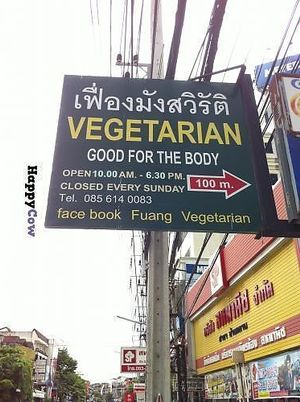 เฟื่องมังสวิรัติ
VEGETARIAN
GOOD FOR THE BODY
OPEN 10.00 AM. - 6.30 PM.
CLOSED EVERY SUNDAY
100 m.
Tel. 085 614 0083
face book Fuang Vegetarian
HappyCow